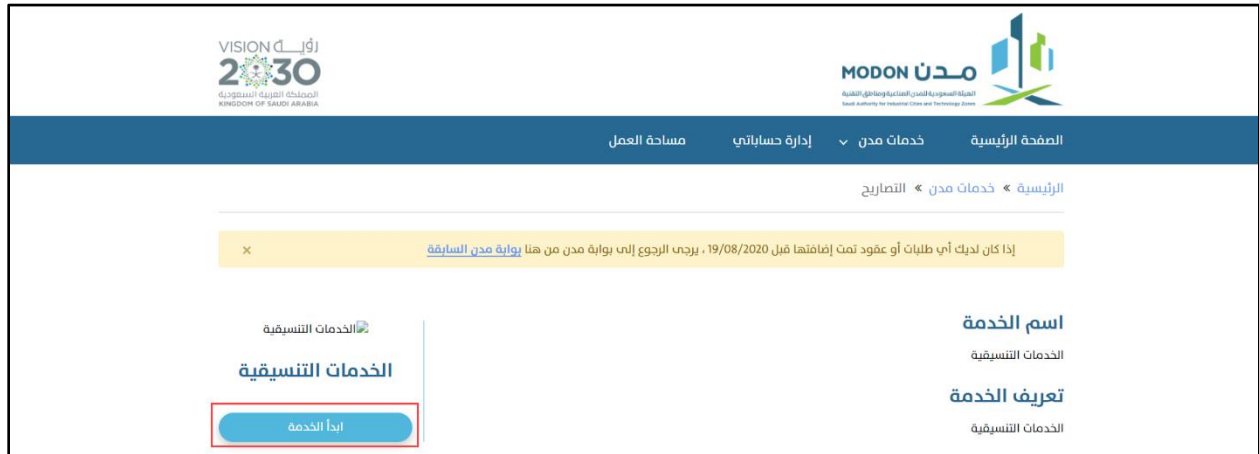 VISION رؤيــــة
2030
المملكة العربية السعودية
KINGDOM OF SAUDI ARABIA
MODON مــدن
الهيئة السعودية للمدن الصناعية ومناطق التقنية
Saudi Authority for Industrial Cities and Technology Zones
الصفحة الرئيسية خدمات مدن إدارة حساباتي مساحة العمل
الرئيسية » خدمات مدن » التصاريح
إذا كان لديك أي طلبات أو عقود تمت إضافتها قبل 19/08/2020 ، يرجى الرجوع إلى بوابة مدن من هنا بوابة مدن السابقة ×
اسم الخدمة
الخدمات التنسيقية
تعريف الخدمة
الخدمات التنسيقية
الخدمات التنسيقية
الخدمات التنسيقية
ابدأ الخدمة